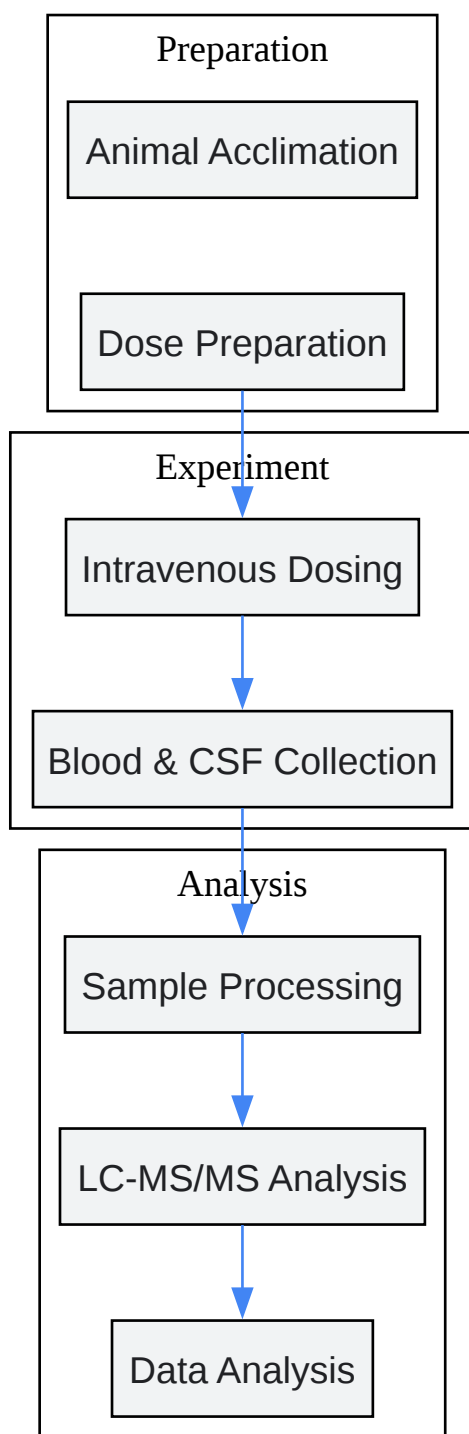 Preparation
Animal Acclimation
Dose Preparation
Experiment
Intravenous Dosing
Blood & CSF Collection
Analysis
Sample Processing
LC-MS/MS Analysis
Data Analysis